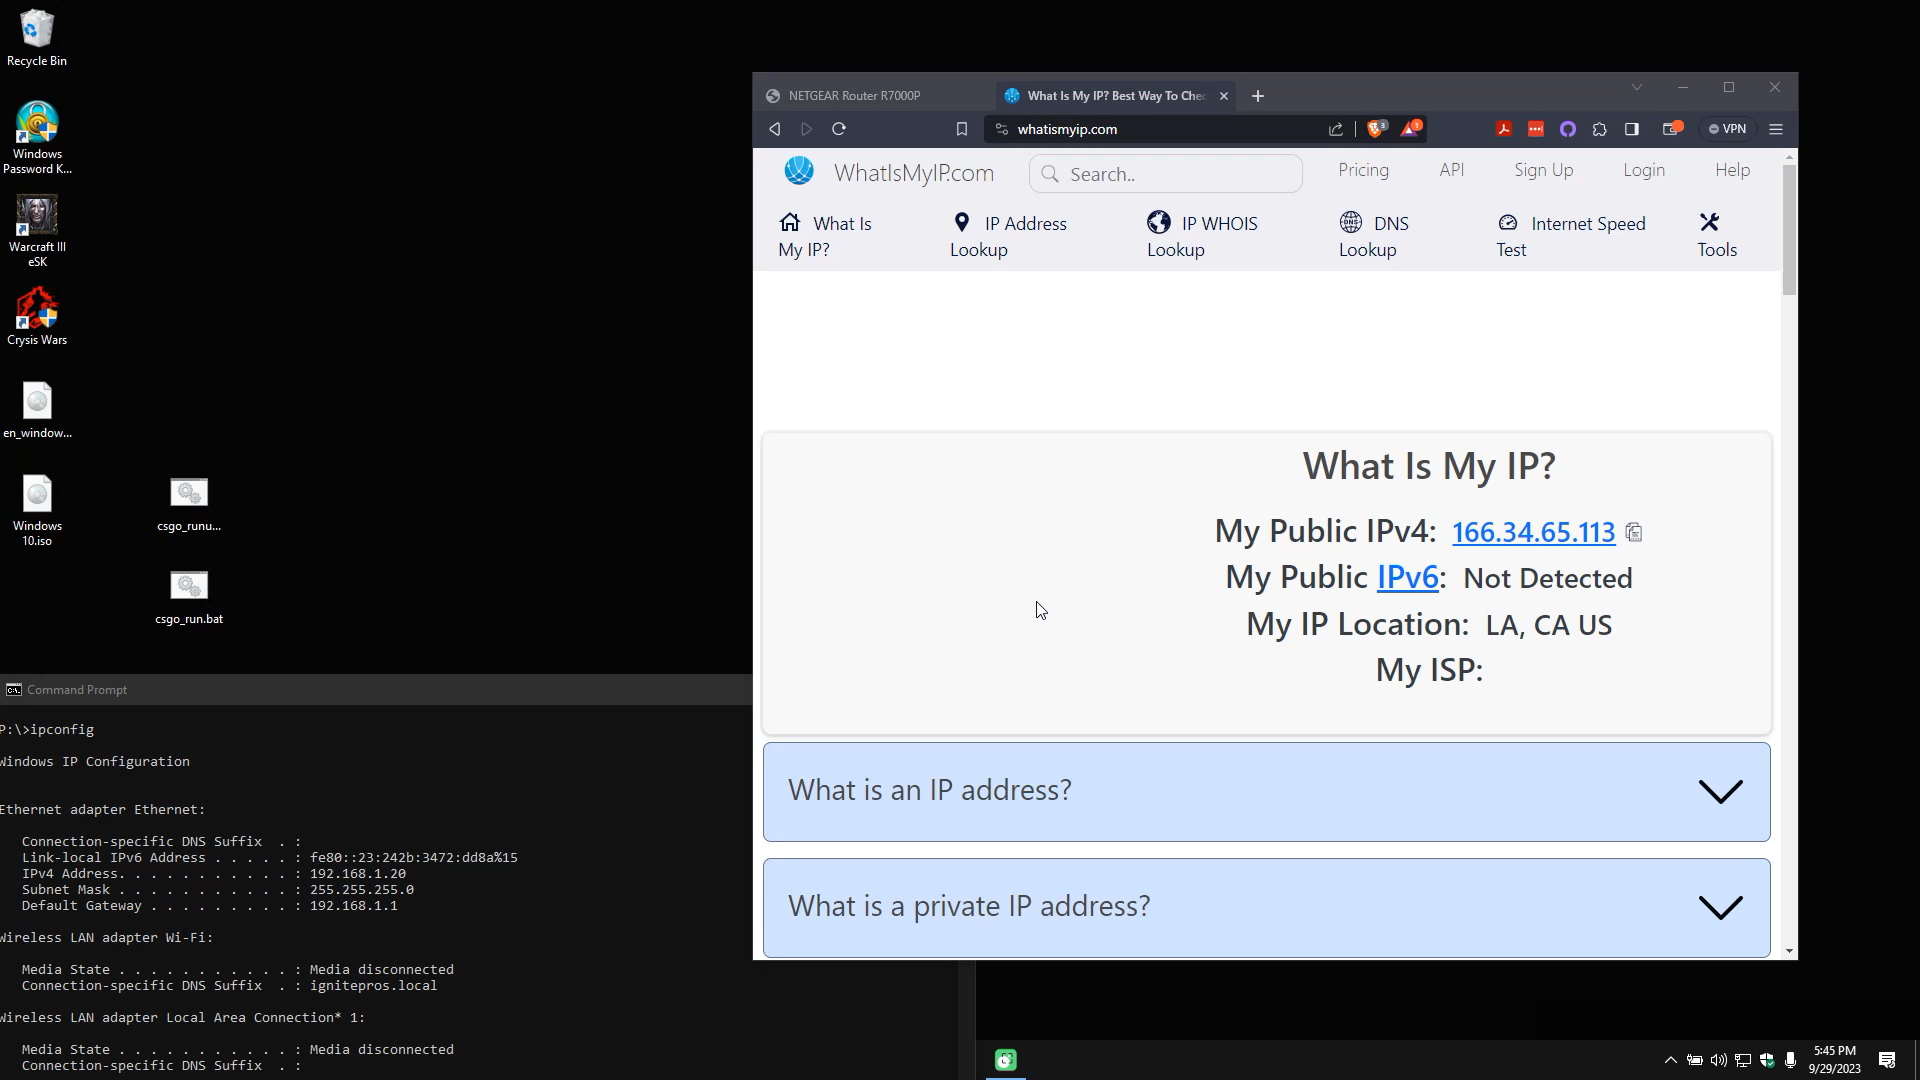 Recycle Bin
Windows
Password K...
Warcraft III
eSK
Crysis Wars
en_window...
Windows
10.iso
csgo_runu...
csgo_run.bat
NETGEAR Router R7000P
What Is My IP? Best Way To Chec
whatismyip.com
3
1
VPN
WhatIsMyIP.com
Search..
Pricing
API
Sign Up
Login
Help
What Is
My IP?
IP Address
Lookup
IP WHOIS
Lookup
DNS
Lookup
Internet Speed
Test
Tools
What Is My IP?
My Public IPv4: 166.34.65.113
My Public IPv6: Not Detected
My IP Location: LA, CA US
My ISP:
What is an IP address?
What is a private IP address?
Command Prompt
P:\>ipconfig
Windows IP Configuration
Ethernet adapter Ethernet:
Connection-specific DNS Suffix . :
Link-local IPv6 Address . . . . . : fe80::23:242b:3472:dd8a%15
IPv4 Address. . . . . . . . . . . : 192.168.1.20
Subnet Mask . . . . . . . . . . . : 255.255.255.0
Default Gateway . . . . . . . . . : 192.168.1.1
Wireless LAN adapter Wi-Fi:
Media State . . . . . . . . . . . : Media disconnected
Connection-specific DNS Suffix . : ignitepros.local
Wireless LAN adapter Local Area Connection* 1:
Media State . . . . . . . . . . . : Media disconnected
Connection-specific DNS Suffix . :
5:45 PM
9/29/2023